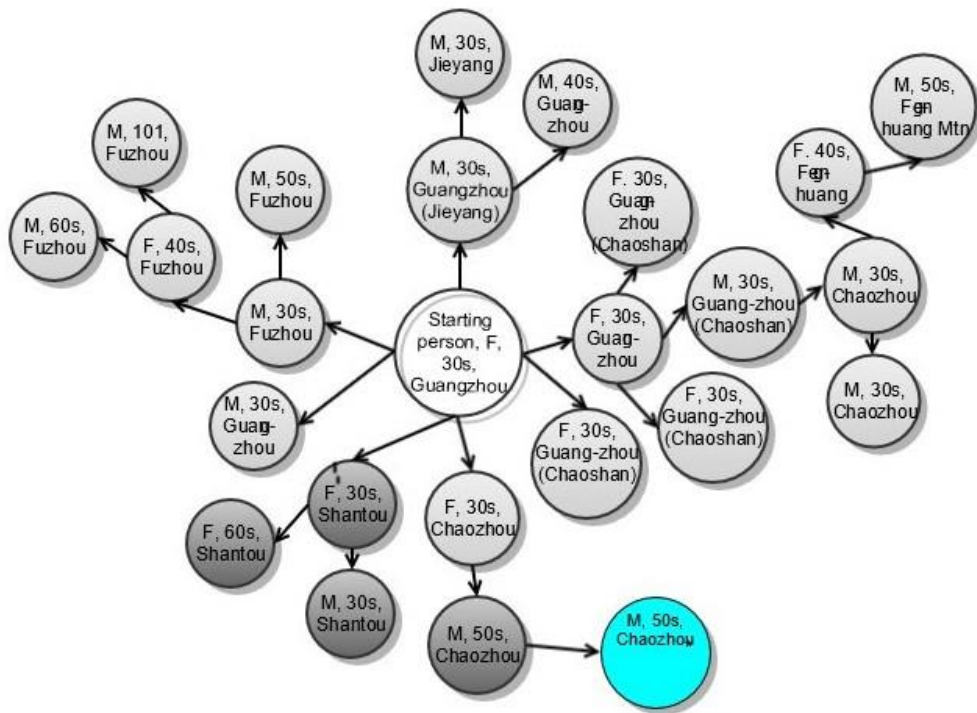 M, 30s,
Jieyang
M, 40s,
Guang-
zhou
M, 50s,
Feng-
huang Mtn
M, 101,
Fuzhou
M, 50s,
Fuzhou
M, 30s,
Guangzhou
(Jieyang)
F. 30s,
Guang-
zhou
(Chaoshan)
F. 40s,
Feng-
huang
M, 60s,
Fuzhou
F, 40s,
Fuzhou
M, 30s,
Fuzhou
Starting
person, F,
30s,
Guangzhou
F, 30s,
Guang-
zhou
M, 30s,
Guang-zhou
(Chaoshan)
M, 30s,
Chaozhou
M, 30s,
Guang-
zhou
F, 30s,
Guang-zhou
(Chaoshan)
F, 30s,
Guang-zhou
(Chaoshan)
M, 30s,
Chaozhou
F, 60s,
Shantou
F, 30s,
Shantou
F, 30s,
Chaozhou
M, 30s,
Shantou
M, 50s,
Chaozhou
M, 50s,
Chaozhou